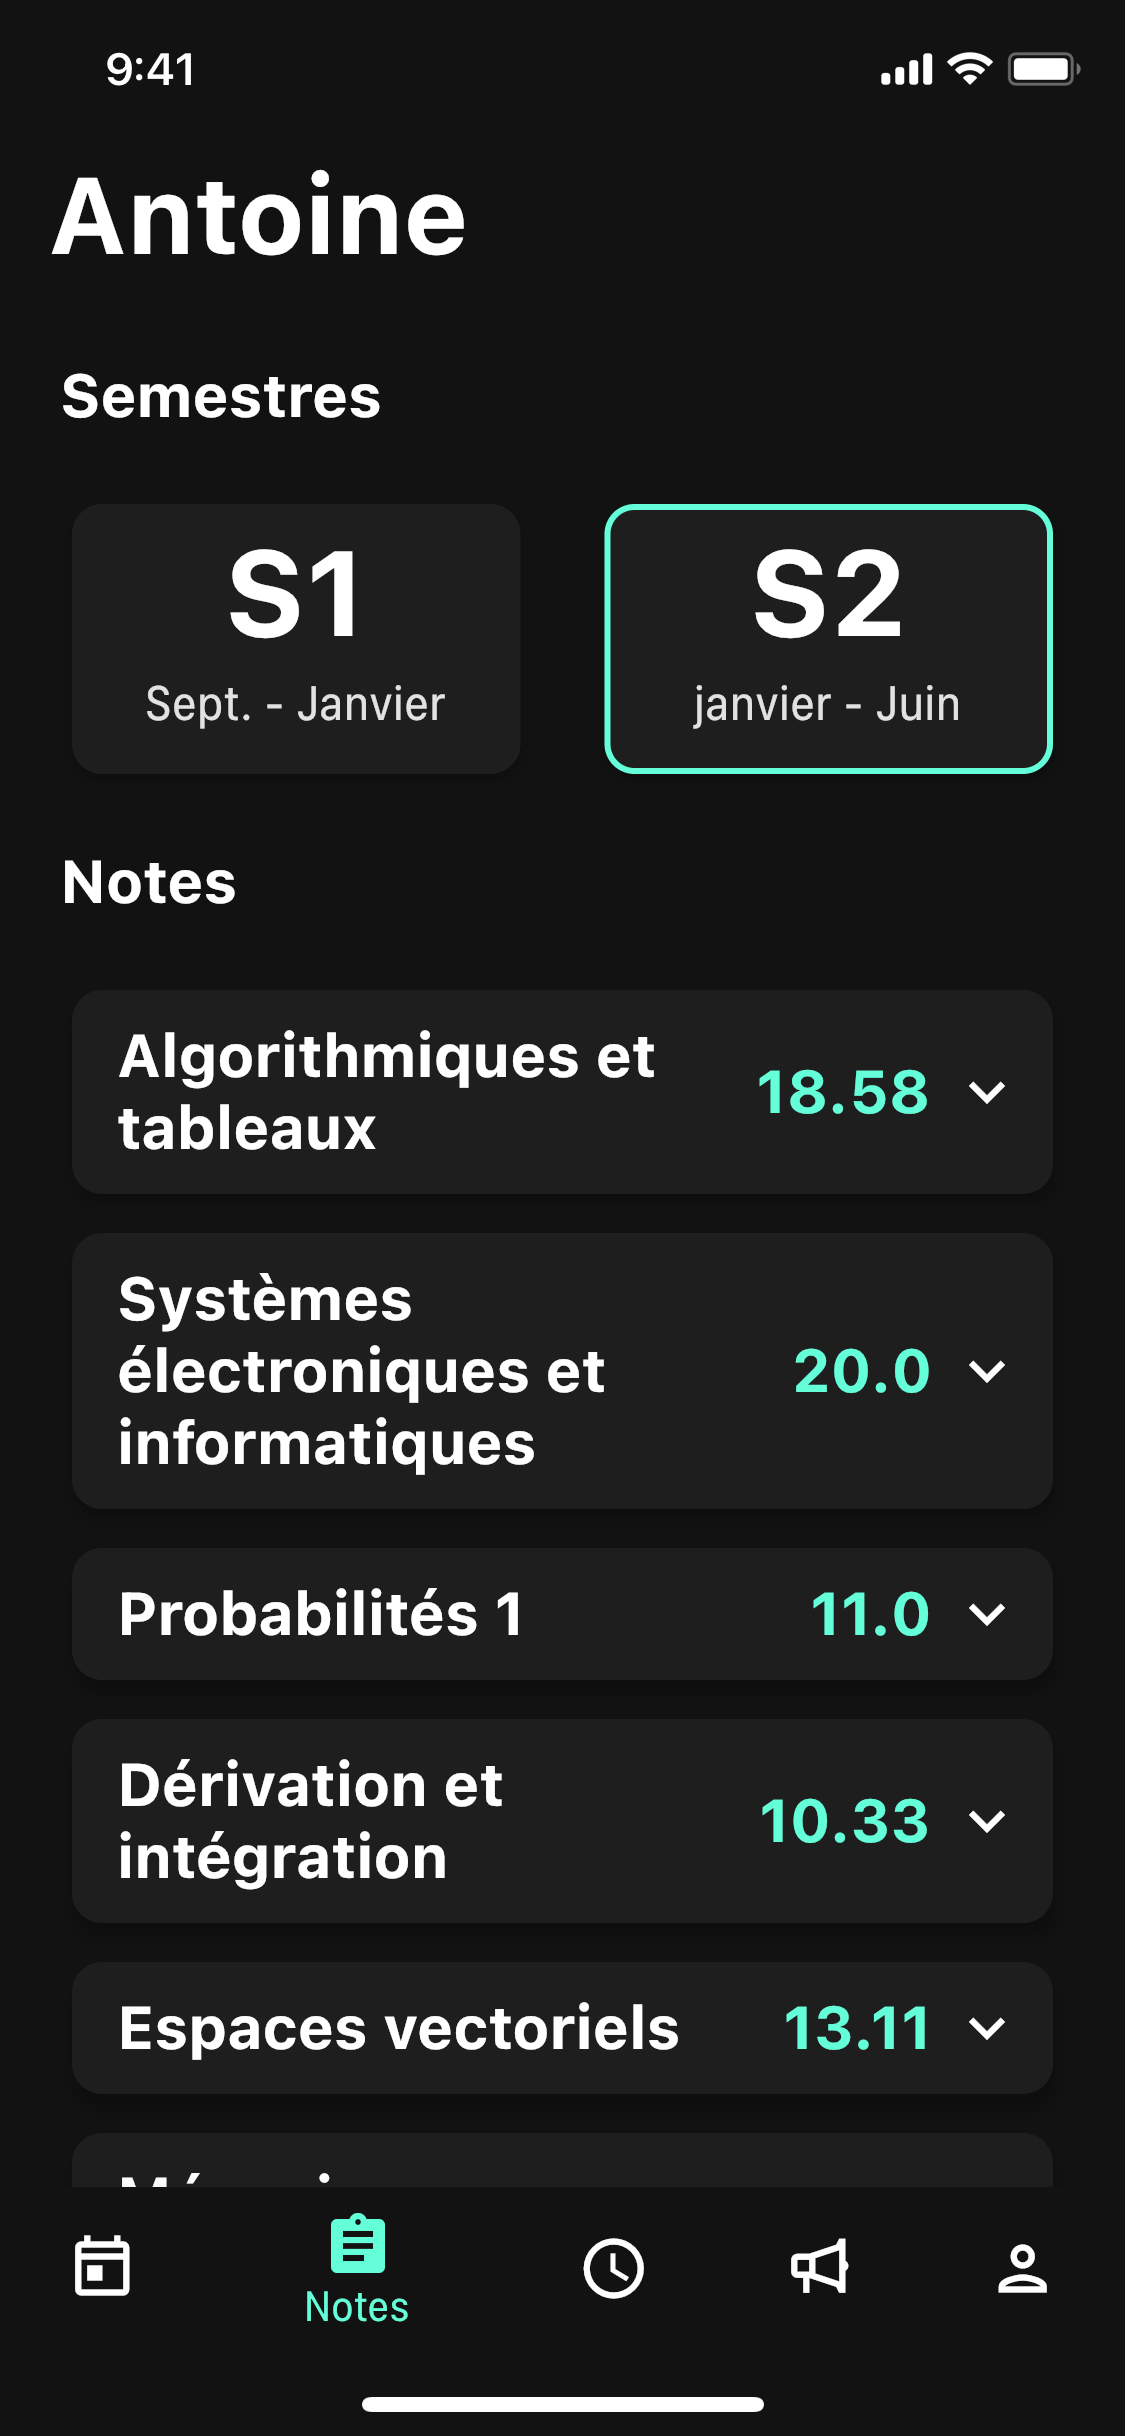 9:41
Antoine
Semestres
S1
Sept. - Janvier
S2
janvier - Juin
Notes
Algorithmiques et
tableaux
18.58
Systèmes
électroniques et
informatiques
20.0
Probabilités 1
11.0
Dérivation et
intégration
10.33
Espaces vectoriels
13.11
Notes